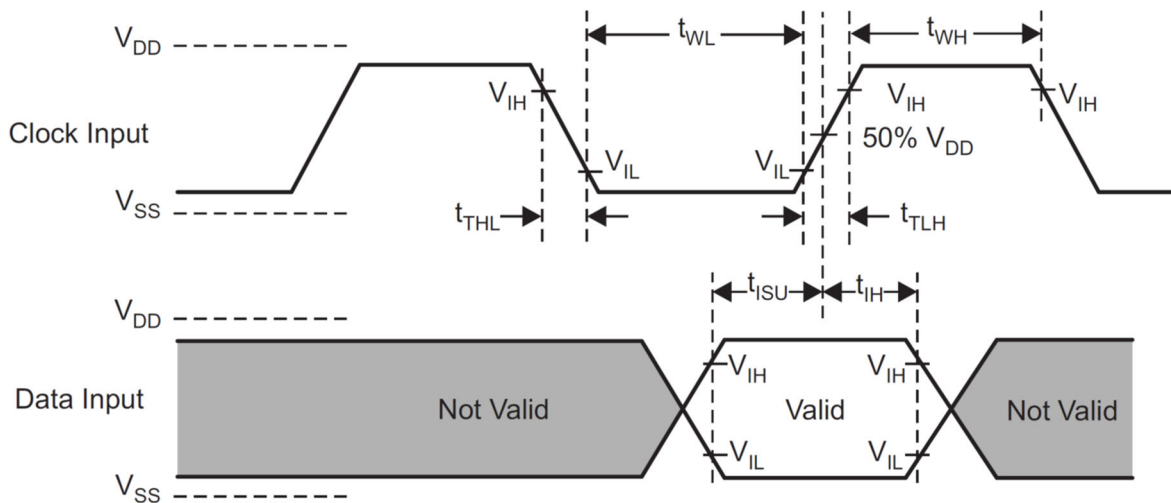 V_DD
t_WL
t_WH
V_IH
V_IH
V_IH
Clock Input
50% V_DD
V_IL
V_IL
V_SS
t_THL
t_TLH
t_ISU
t_IH
V_DD
V_IH
V_IH
Data Input
Not Valid
Valid
Not Valid
V_IL
V_IL
V_SS